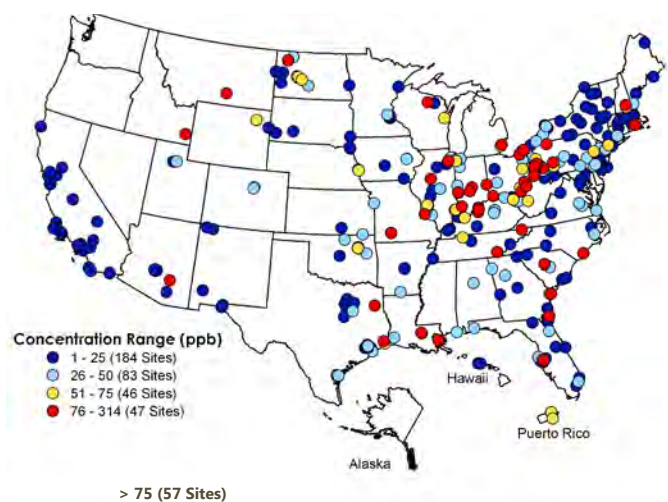 Concentration Range (ppb)
1 - 25 (184 Sites)
26 - 50 (83 Sites)
51 - 75 (46 Sites)
76 - 314 (47 Sites)
Hawaii
Puerto Rico
Alaska
> 75 (57 Sites)